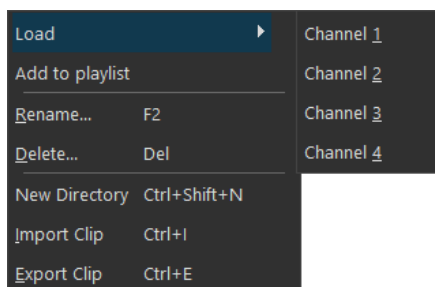 Load
Add to playlist
Rename... F2
Delete... Del
New Directory Ctrl+Shift+N
Import Clip Ctrl+I
Export Clip Ctrl+E
Channel 1
Channel 2
Channel 3
Channel 4